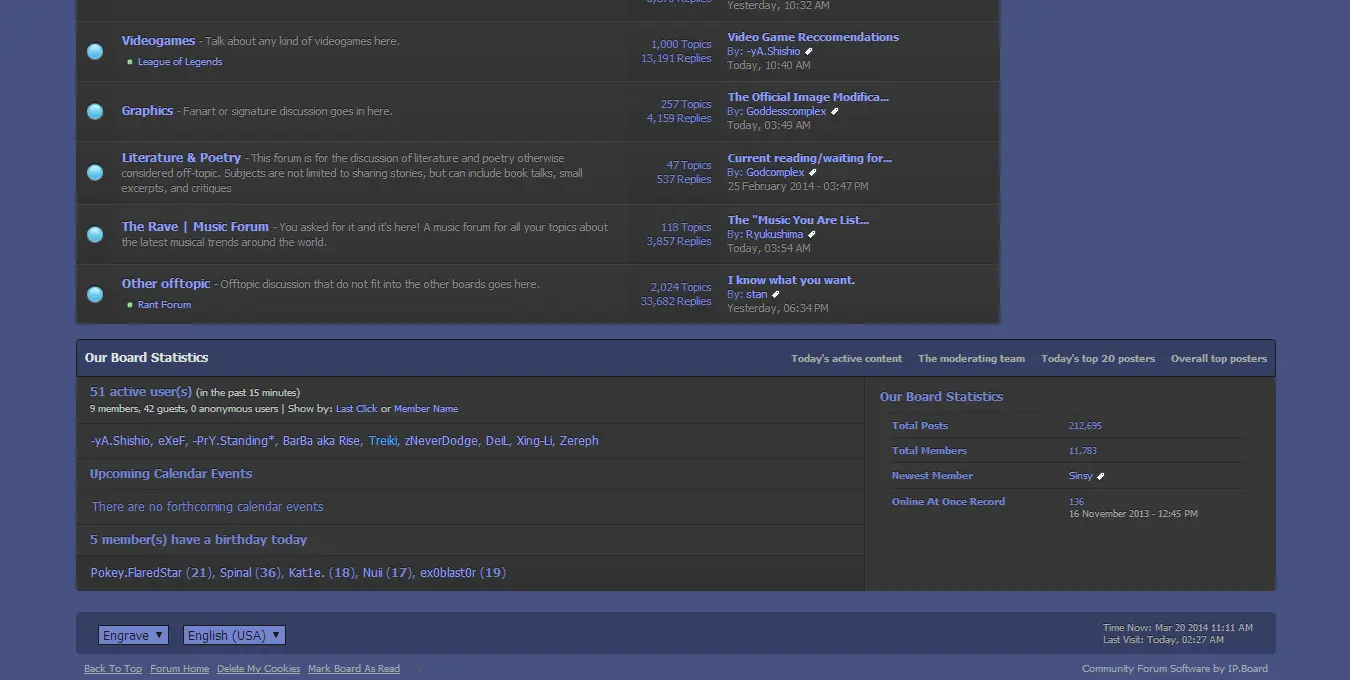 Yesterday, 10:32 AM
Videogames - Talk about any kind of videogames here.
League of Legends
1,000 Topics
13,191 Replies
Video Game Reccomendations
By: -yA.Shishio
Today, 10:40 AM
Graphics - Fanart or signature discussion goes in here.
257 Topics
4,159 Replies
The Official Image Modifica...
By: Goddesscomplex
Today, 03:49 AM
Literature & Poetry - This forum is for the discussion of literature and poetry otherwise
considered off-topic. Subjects are not limited to sharing stories, but can include book talks, small
excerpts, and critiques
47 Topics
537 Replies
Current reading/waiting for...
By: Godcomplex
25 February 2014 - 03:47 PM
The Rave | Music Forum - You asked for it and it's here! A music forum for all your topics about
the latest musical trends around the world.
118 Topics
3,857 Replies
The "Music You Are List...
By: Ryukushima
Today, 03:54 AM
Other offtopic - Offtopic discussion that do not fit into the other boards goes here.
Rant Forum
2,024 Topics
33,682 Replies
I know what you want.
By: stan
Yesterday, 06:34 PM
Our Board Statistics
Today's active content · The moderating team · Today's top 20 posters · Overall top posters
51 active user(s) (in the past 15 minutes)
9 members, 42 guests, 0 anonymous users | Show by: Last Click or Member Name
-yA.Shishio, eXeF, -PrY.Standing*, BarBa aka Rise, Treiki, zNeverDodge, DeiL, Xing-Li, Zereph
Upcoming Calendar Events
There are no forthcoming calendar events
5 member(s) have a birthday today
Pokey.FlaredStar (21), Spinal (36), Kat1e. (18), Nuii (17), ex0blast0r (19)
Our Board Statistics
Total Posts 212,695
Total Members 11,783
Newest Member Sinsy
Online At Once Record 136
16 November 2013 - 12:45 PM
Engrave ▼ English (USA) ▼
Time Now: Mar 20 2014 11:11 AM
Last Visit: Today, 02:27 AM
Back To Top Forum Home Delete My Cookies Mark Board As Read
Community Forum Software by IP.Board